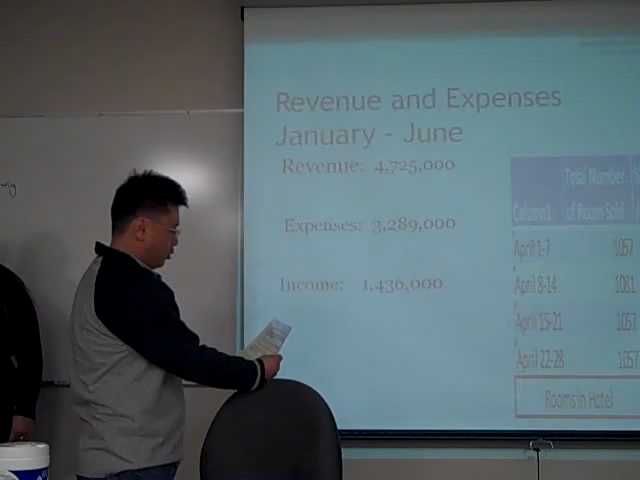 Revenue and Expenses
January - June
Revenue: 4,725,000
Expenses: 3,289,000
Income: 1,436,000
Total Number
Column1 of Room Sold
April 1-7 1057
April 8-14 1081
April 15-21 1057
April 22-28 1057
Rooms in Hotel